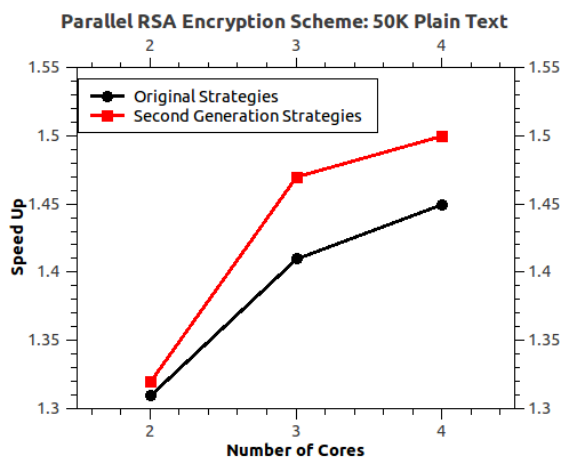 Parallel RSA Encryption Scheme: 50K Plain Text
2 3 4
1.55 1.55
Original Strategies
Second Generation Strategies
1.5 1.5
1.45 1.45
Speed Up
1.4 1.4
1.35 1.35
1.3 1.3
2 3 4
Number of Cores